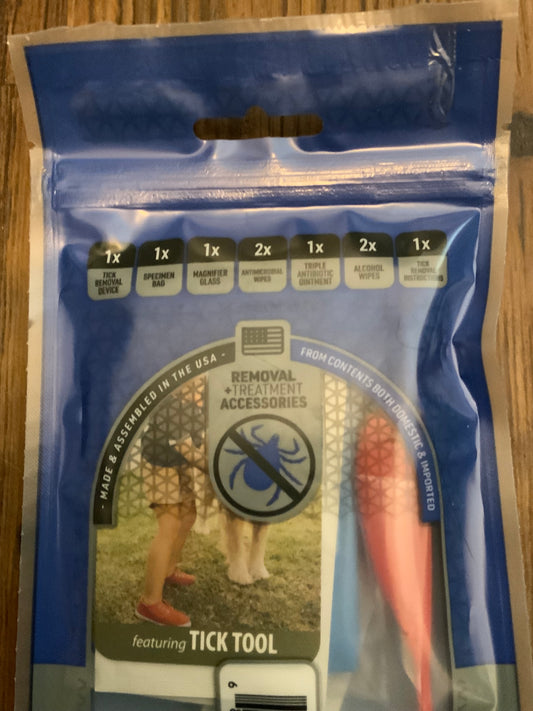 1x 1x 1x 2x 1x 2x 1x
TICK REMOVAL DEVICE
SPECIMEN BAG
MAGNIFIER GLASS
ANTIMICROBIAL WIPES
TRIPLE ANTIBIOTIC OINTMENT
ALCOHOL WIPES
TICK REMOVAL INSTRUCTIONS
- MADE & ASSEMBLED IN THE USA -
FROM CONTENTS BOTH DOMESTIC & IMPORTED
REMOVAL
+TREATMENT
ACCESSORIES
featuring TICK TOOL
6